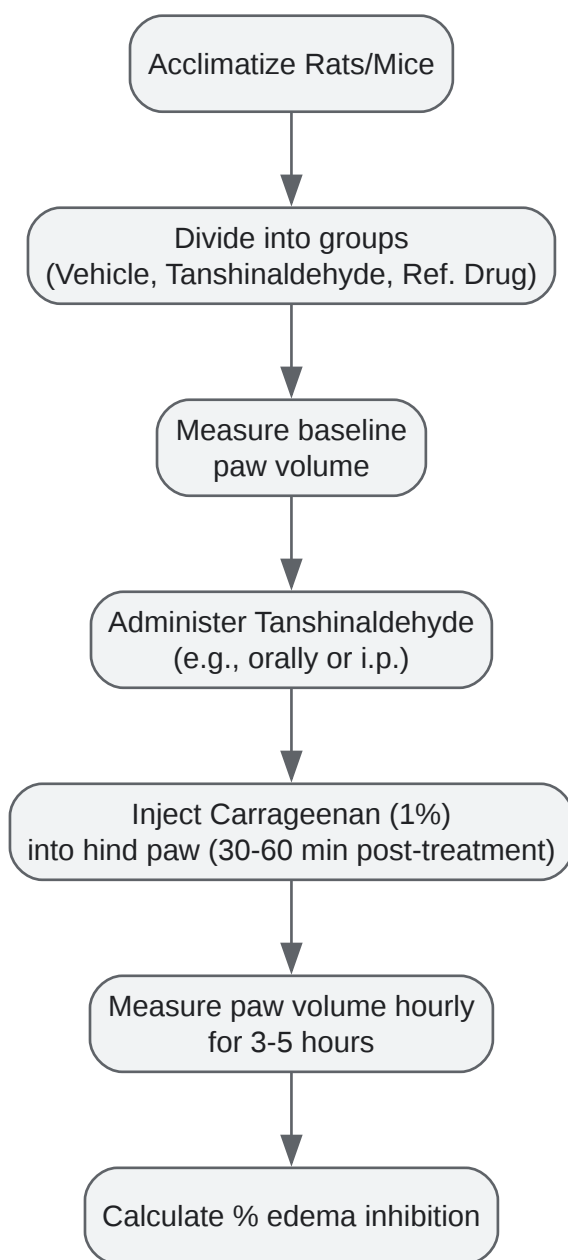 Acclimatize Rats/Mice
Divide into groups
(Vehicle, Tanshinaldehyde, Ref. Drug)
Measure baseline
paw volume
Administer Tanshinaldehyde
(e.g., orally or i.p.)
Inject Carrageenan (1%)
into hind paw (30-60 min post-treatment)
Measure paw volume hourly
for 3-5 hours
Calculate % edema inhibition